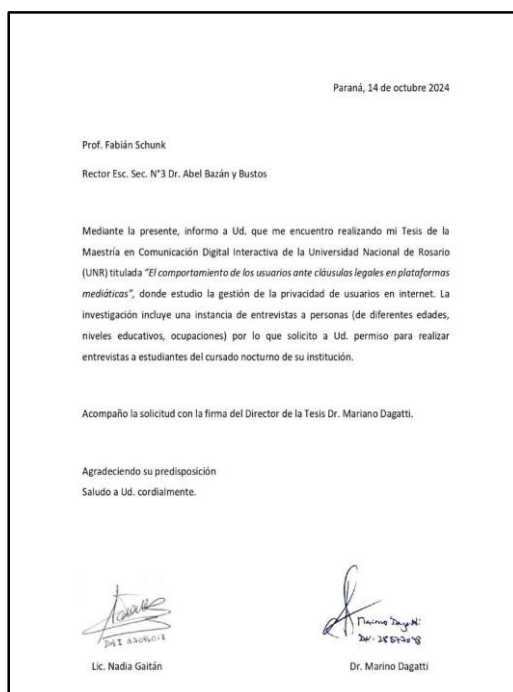 Paraná, 14 de octubre 2024
Prof. Fabián Schunk
Rector Esc. Sec. N°3 Dr. Abel Bazán y Bustos
Mediante la presente, informo a Ud. que me encuentro realizando mi Tesis de la
Maestría en Comunicación Digital Interactiva de la Universidad Nacional de Rosario
(UNR) titulada "El comportamiento de los usuarios ante cláusulas legales en plataformas
mediáticas", donde estudio la gestión de la privacidad de usuarios en internet. La
investigación incluye una instancia de entrevistas a personas (de diferentes edades,
niveles educativos, ocupaciones) por lo que solicito a Ud. permiso para realizar
entrevistas a estudiantes del cursado nocturno de su institución.
Acompaño la solicitud con la firma del Director de la Tesis Dr. Mariano Dagatti.
Agradeciendo su predisposición
Saludo a Ud. cordialmente.
Lic. Nadia Gaitán
Dr. Marino Dagatti